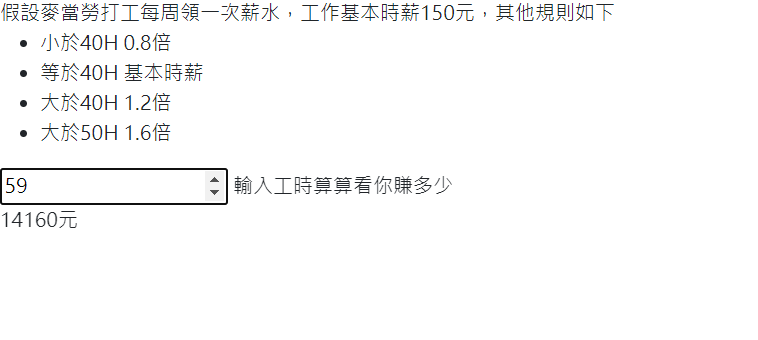 假設麥當勞打工每周領一次薪水，工作基本時薪150元，其他規則如下
小於40H 0.8倍
等於40H 基本時薪
大於40H 1.2倍
大於50H 1.6倍
59 輸入工時算算看你賺多少
14160元